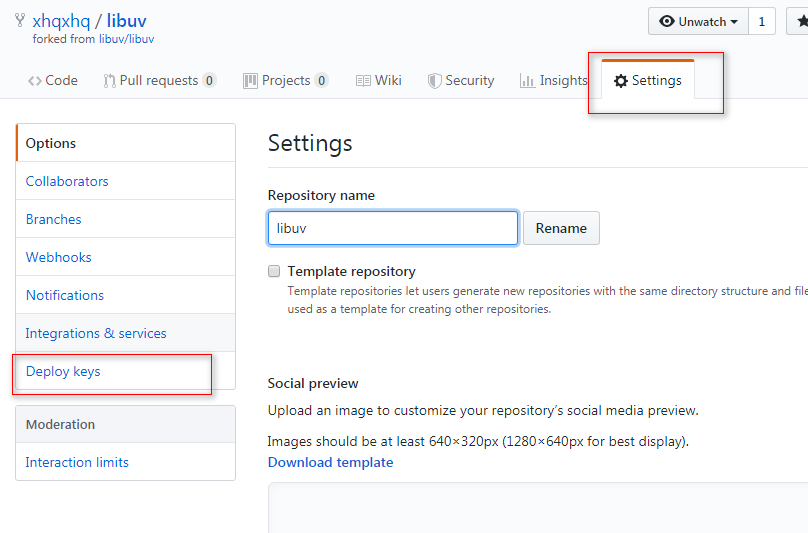 xhqxhq / libuv
forked from libuv/libuv
Unwatch 1
Code Pull requests 0 Projects 0 Wiki Security Insights Settings
Options
Collaborators
Branches
Webhooks
Notifications
Integrations & services
Deploy keys
Moderation
Interaction limits
Settings
Repository name
libuv Rename
Template repository
Template repositories let users generate new repositories with the same directory structure and file
used as a template for creating other repositories.
Social preview
Upload an image to customize your repository's social media preview.
Images should be at least 640×320px (1280×640px for best display).
Download template